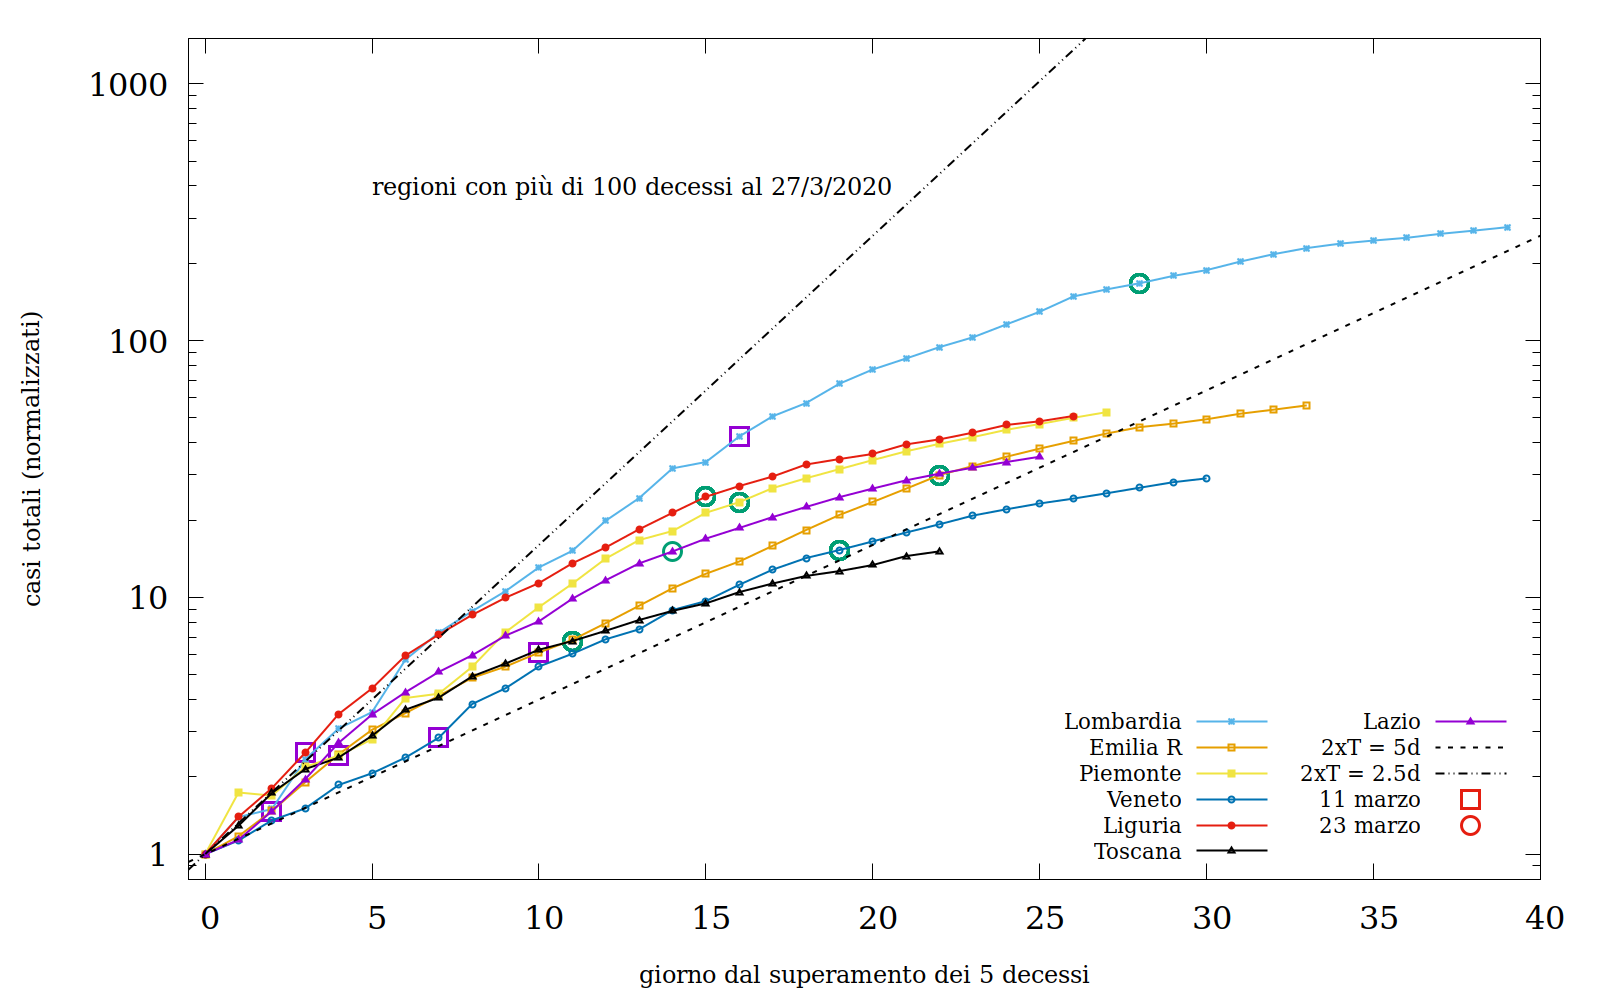 1000
100
10
1
casi totali (normalizzati)
regioni con più di 100 decessi al 27/3/2020
Lombardia
Emilia R
Piemonte
Veneto
Liguria
Toscana
Lazio
2xT = 5d
2xT = 2.5d
11 marzo
23 marzo
0 5 10 15 20 25 30 35 40
giorno dal superamento dei 5 decessi